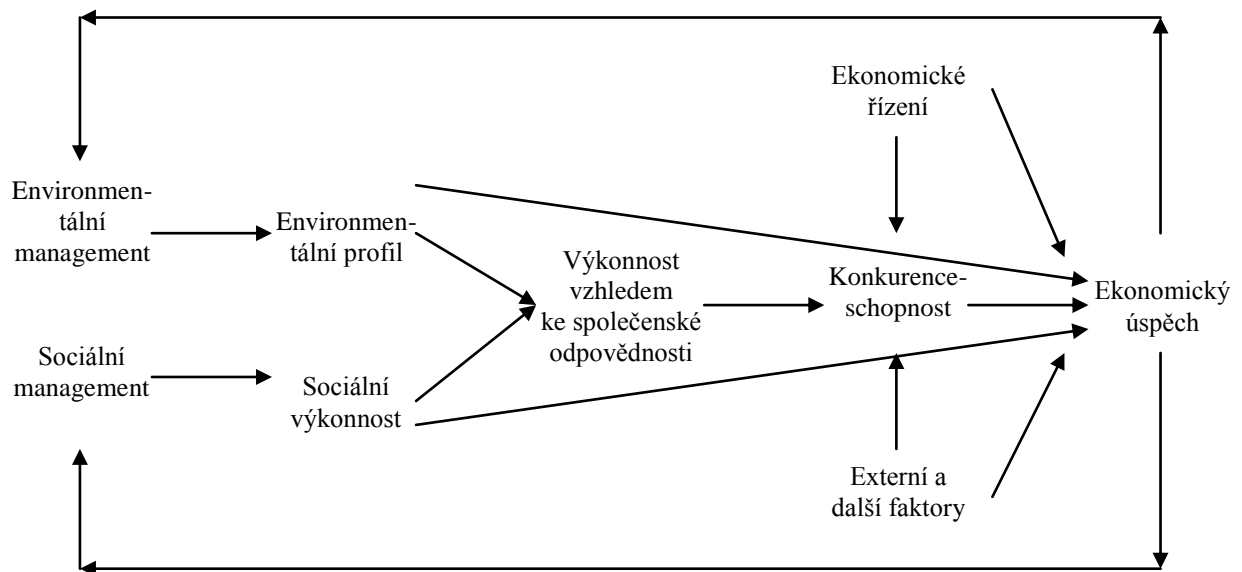 Ekonomické
řízení
Environmen-
tální
management
Environmen-
tální profil
Výkonnost
vzhledem
ke společenské
odpovědnosti
Konkurence-
schopnost
Ekonomický
úspěch
Sociální
management
Sociální
výkonnost
Externí a
další faktory